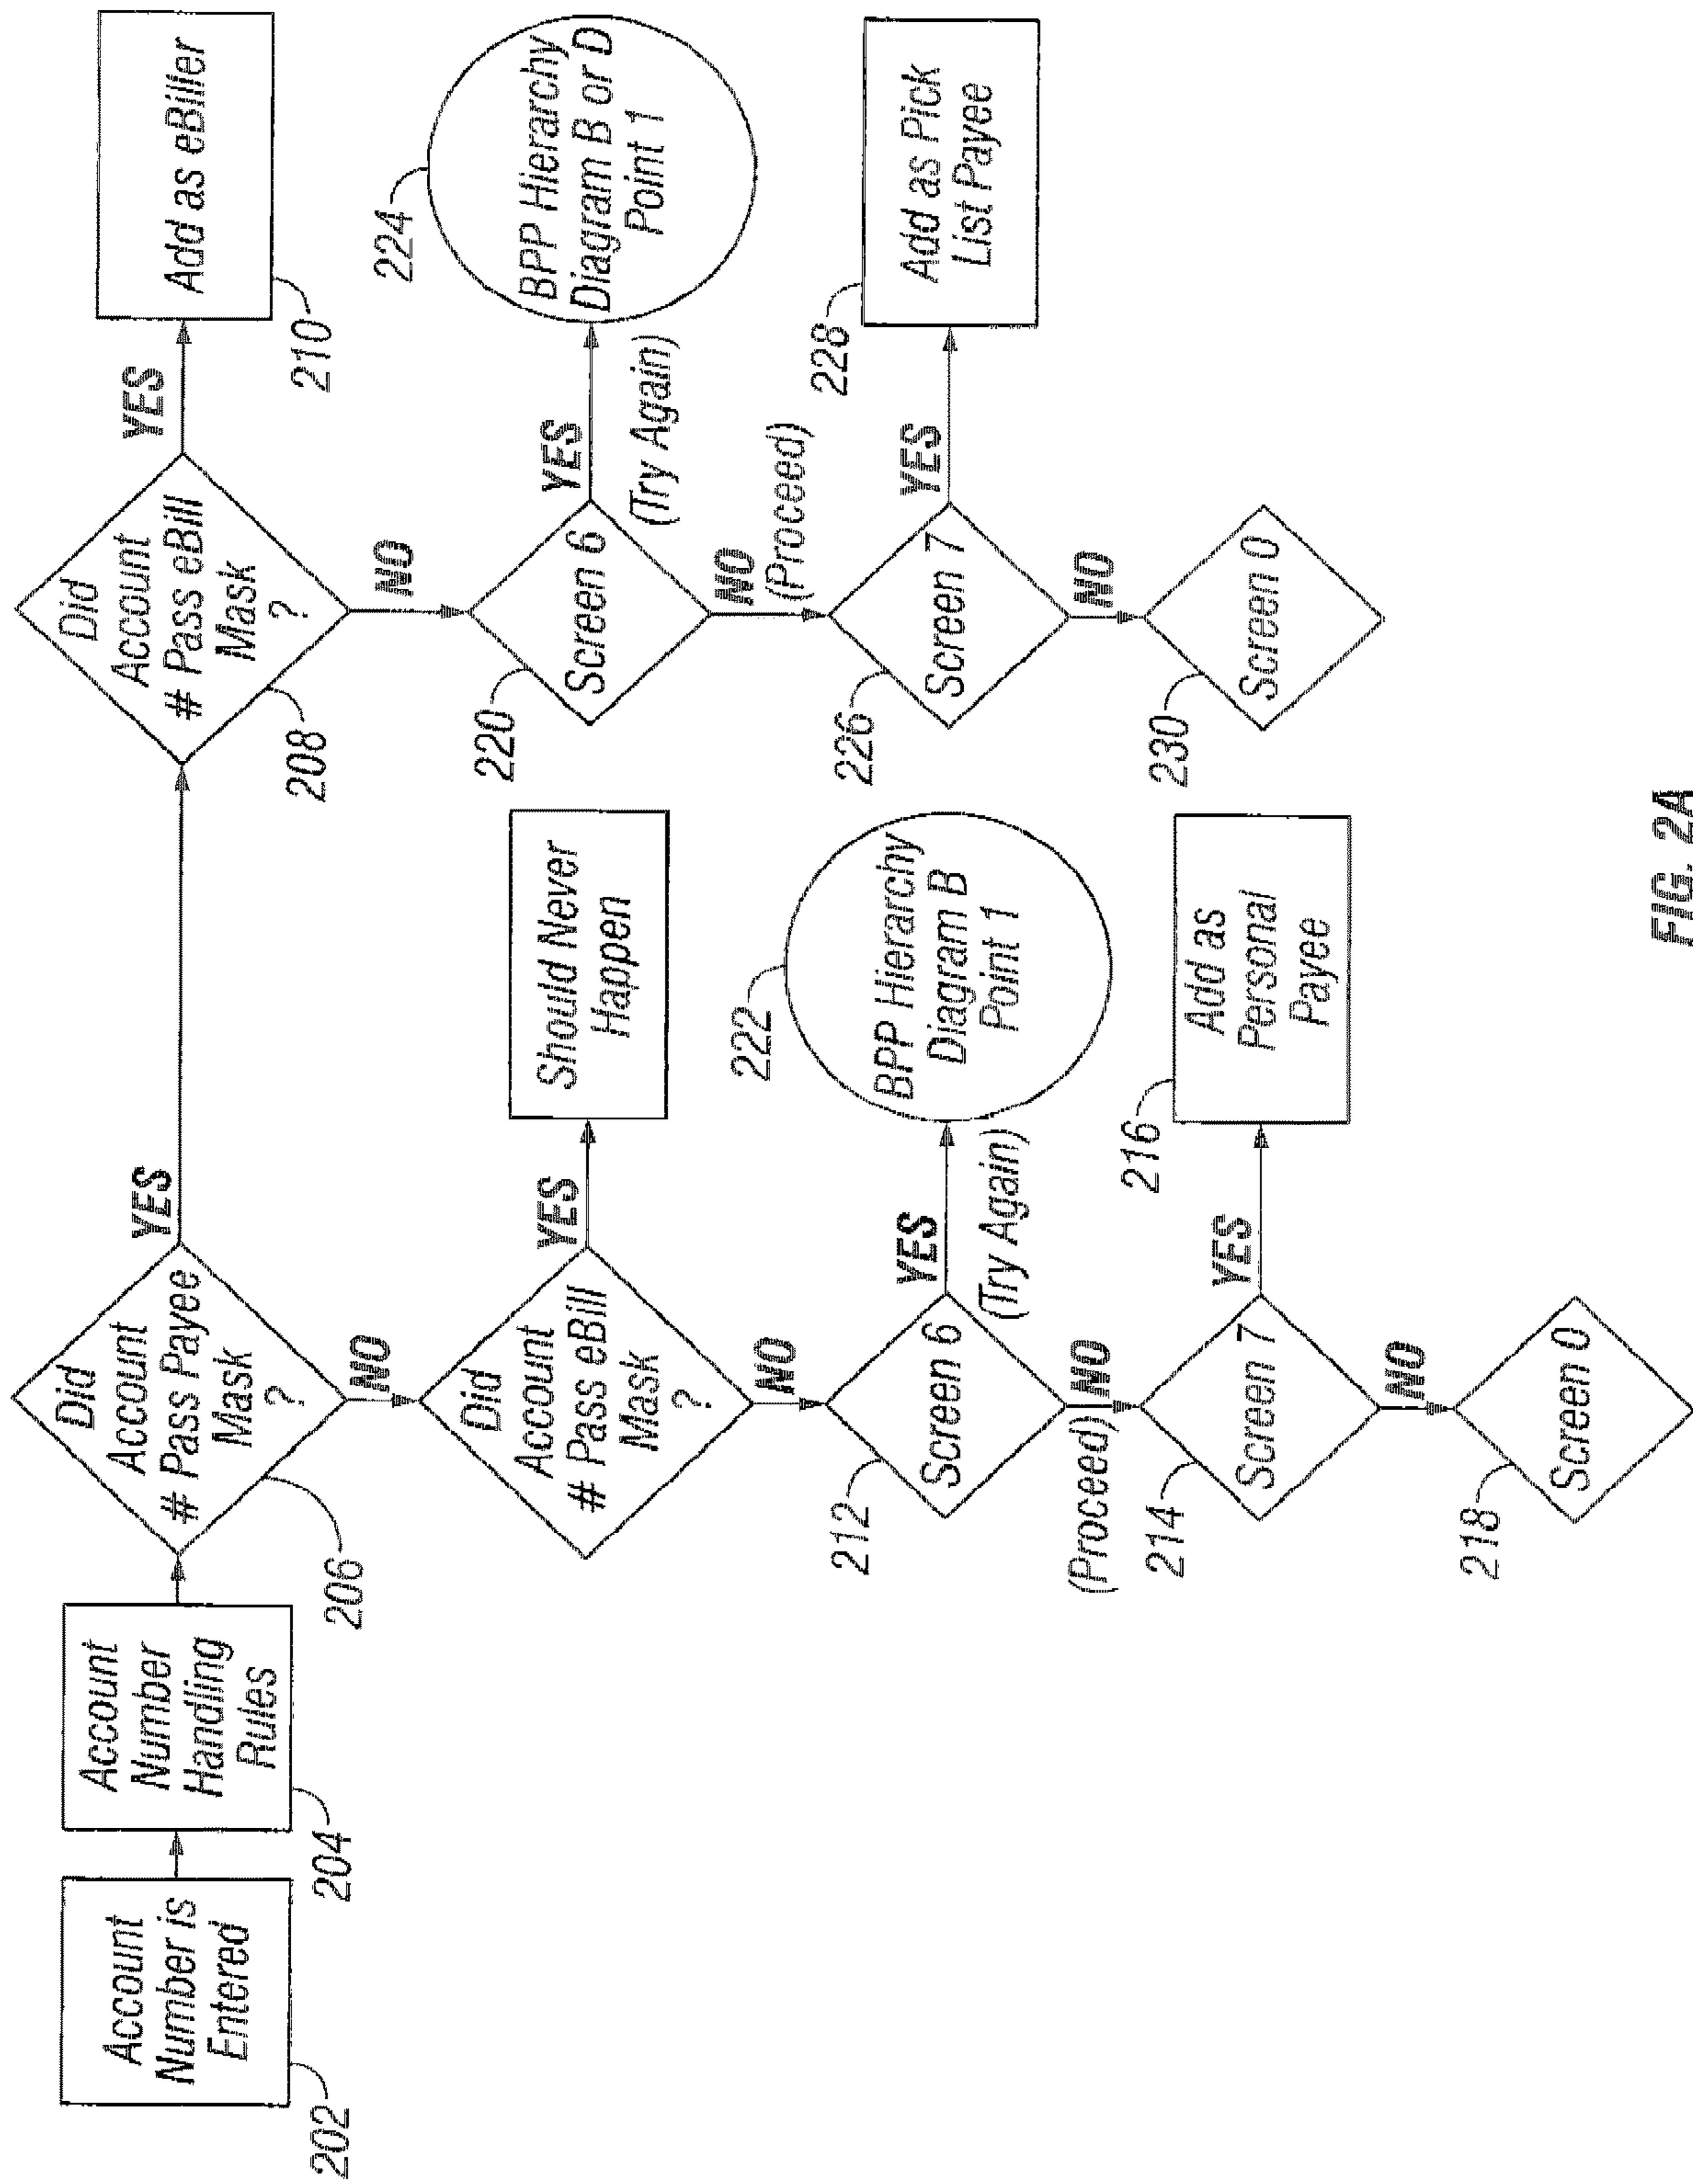 Account
Number is
Entered
202
Account
Number
Handling
Rules
204
Did
Account
# Pass Payee
Mask
?
206
YES
NO
Did
Account
# Pass eBill
Mask
?
208
YES
NO
Add as eBiller
210
Did
Account
# Pass eBill
Mask
?
YES
NO
Should Never
Happen
Screen 6
220
YES
(Try Again)
NO
(Proceed)
BPP Hierarchy
Diagram B or D
Point 1
224
Screen 6
212
YES
(Try Again)
NO
(Proceed)
BPP Hierarchy
Diagram B
Point 1
222
Screen 7
226
YES
NO
Add as Pick
List Payee
228
Screen 7
214
YES
NO
Add as
Personal
Payee
216
Screen 0
230
Screen 0
218
FIG. 2A